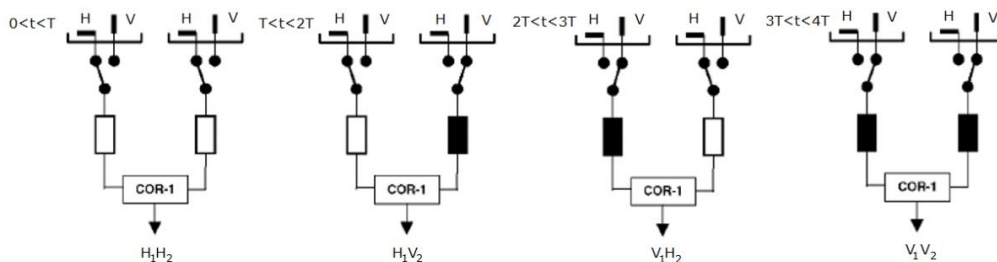 0<t<T H V H V
T<t<2T H V H V
2T<t<3T H V H V
3T<t<4T H V H V
COR-1
COR-1
COR-1
COR-1
H₁H₂
H₁V₂
V₁H₂
V₁V₂